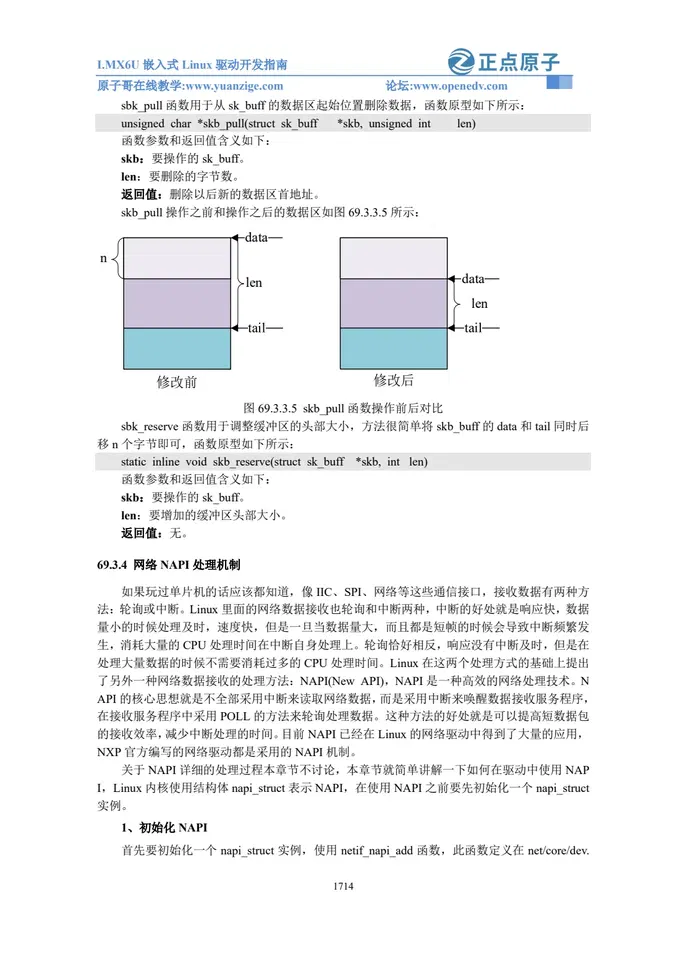 I.MX6U 嵌入式 Linux 驱动开发指南
正点原子
原子哥在线教学:www.yuanzige.com 论坛:www.openedv.com
sbk_pull 函数用于从 sk_buff 的数据区起始位置删除数据，函数原型如下所示：
unsigned char *skb_pull(struct sk_buff *skb, unsigned int len)
函数参数和返回值含义如下：
skb：要操作的 sk_buff。
len：要删除的字节数。
返回值：删除以后新的数据区首地址。
skb_pull 操作之前和操作之后的数据区如图 69.3.3.5 所示：
data
n
data
len
len
tail
tail
修改前
修改后
图 69.3.3.5 skb_pull 函数操作前后对比
sbk_reserve 函数用于调整缓冲区的头部大小，方法很简单将 skb_buff 的 data 和 tail 同时后
移 n 个字节即可，函数原型如下所示：
static inline void skb_reserve(struct sk_buff *skb, int len)
函数参数和返回值含义如下：
skb：要操作的 sk_buff。
len：要增加的缓冲区头部大小。
返回值：无。
69.3.4 网络 NAPI 处理机制
如果玩过单片机的话应该都知道，像 IIC、SPI、网络等这些通信接口，接收数据有两种方
法：轮询或中断。Linux 里面的网络数据接收也轮询和中断两种，中断的好处就是响应快，数据
量小的时候处理及时，速度快，但是一旦当数据量大，而且都是短帧的时候会导致中断频繁发
生，消耗大量的 CPU 处理时间在中断自身处理上。轮询恰好相反，响应没有中断及时，但是在
处理大量数据的时候不需要消耗过多的 CPU 处理时间。Linux 在这两个处理方式的基础上提出
了另外一种网络数据接收的处理方法：NAPI(New API)，NAPI 是一种高效的网络处理技术。N
API 的核心思想就是不全部采用中断来读取网络数据，而是采用中断来唤醒数据接收服务程序，
在接收服务程序中采用 POLL 的方法来轮询处理数据。这种方法的好处就是可以提高短数据包
的接收效率，减少中断处理的时间。目前 NAPI 已经在 Linux 的网络驱动中得到了大量的应用，
NXP 官方编写的网络驱动都是采用的 NAPI 机制。
关于 NAPI 详细的处理过程本章节不讨论，本章节就简单讲解一下如何在驱动中使用 NAP
I，Linux 内核使用结构体 napi_struct 表示 NAPI，在使用 NAPI 之前要先初始化一个 napi_struct
实例。
1、初始化 NAPI
首先要初始化一个 napi_struct 实例，使用 netif_napi_add 函数，此函数定义在 net/core/dev.
1714